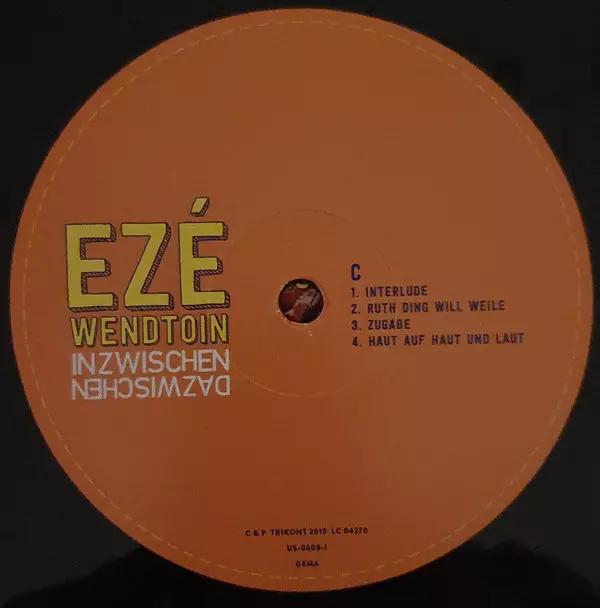 EZÉ
WENDTOIN
INZWISCHEN
DAZWISCHEN
C
1. INTERLUDE
2. RUTH DING WILL WEILE
3. ZUGABE
4. HAUT AUF HAUT UND LAUT
C & P TRIKONT 2019 LC 04270
US-0508-1
GEMA